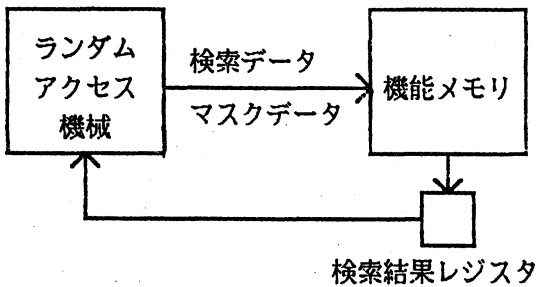 ランダム
アクセス
機械
検索データ
マスクデータ
機能メモリ
検索結果レジスタ